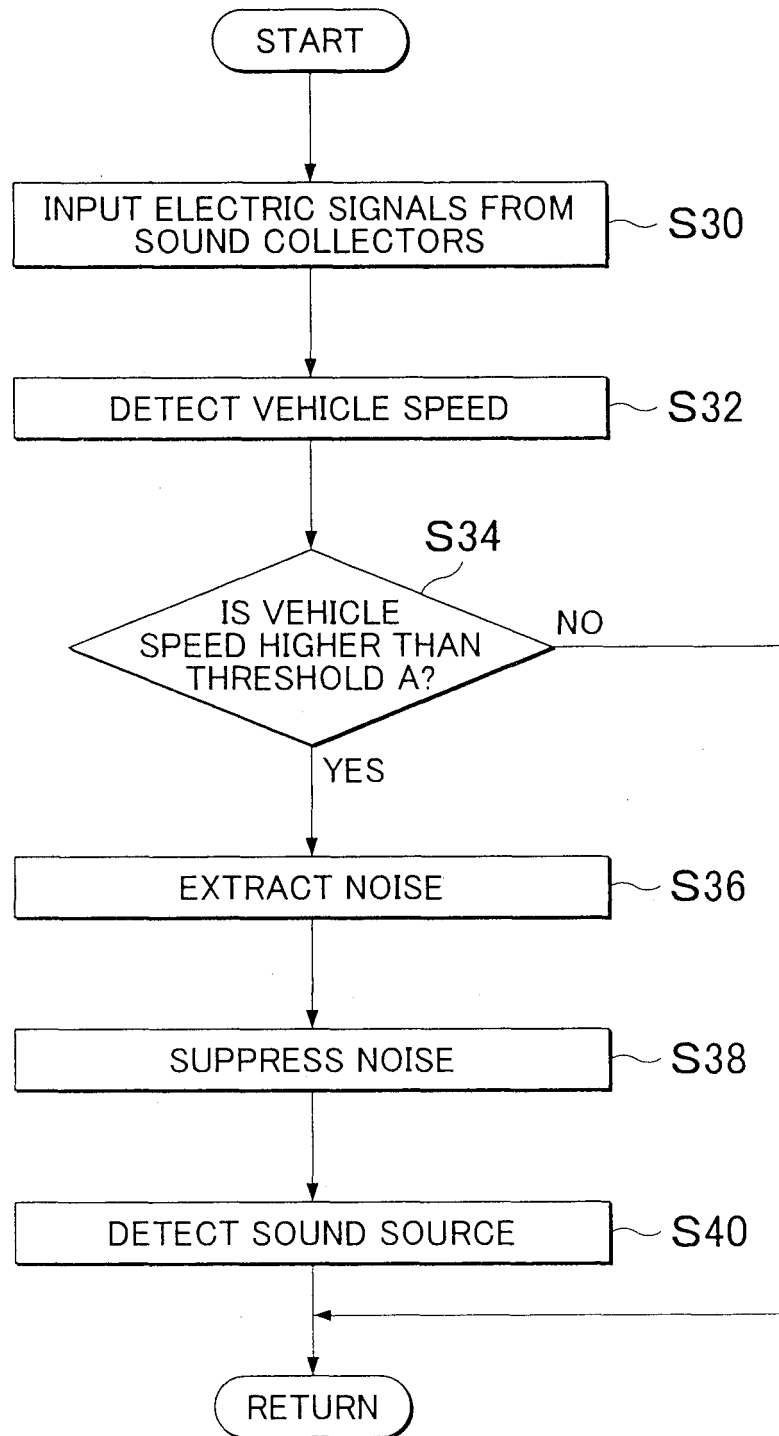 START
INPUT ELECTRIC SIGNALS FROM
SOUND COLLECTORS
S30
DETECT VEHICLE SPEED
S32
S34
IS VEHICLE
SPEED HIGHER THAN
THRESHOLD A?
NO
YES
EXTRACT NOISE
S36
SUPPRESS NOISE
S38
DETECT SOUND SOURCE
S40
RETURN